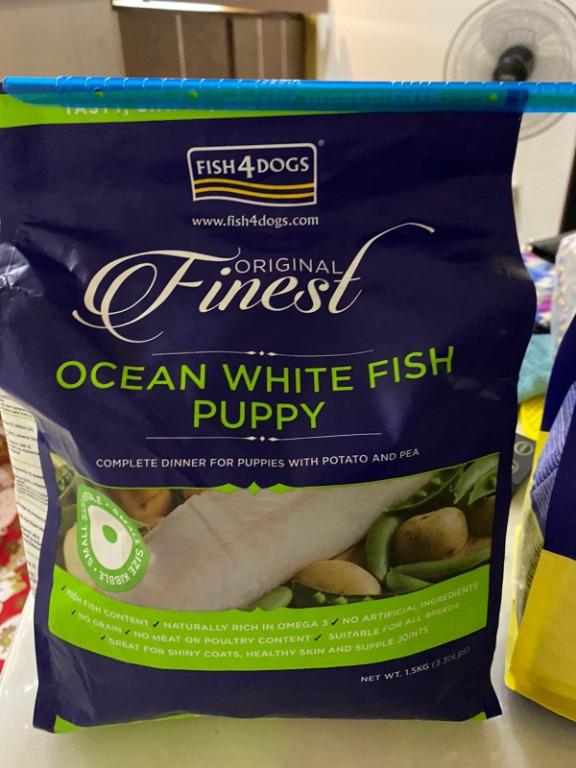 FISH4DOGS®
www.fish4dogs.com
ORIGINAL
Finest
OCEAN WHITE FISH
PUPPY
COMPLETE DINNER FOR PUPPIES WITH POTATO AND PEA
SMALL SIZE KIBBLE • SMALL SIZE KIBBLE •
✓ HIGH FISH CONTENT ✓ NATURALLY RICH IN OMEGA 3 ✓ NO ARTIFICIAL INGREDIENTS
✓ NO GRAIN ✓ NO MEAT OR POULTRY CONTENT ✓ SUITABLE FOR ALL BREEDS
✓ GREAT FOR SHINY COATS, HEALTHY SKIN AND SUPPLE JOINTS
NET WT. 1.5KG (3.30LBS)